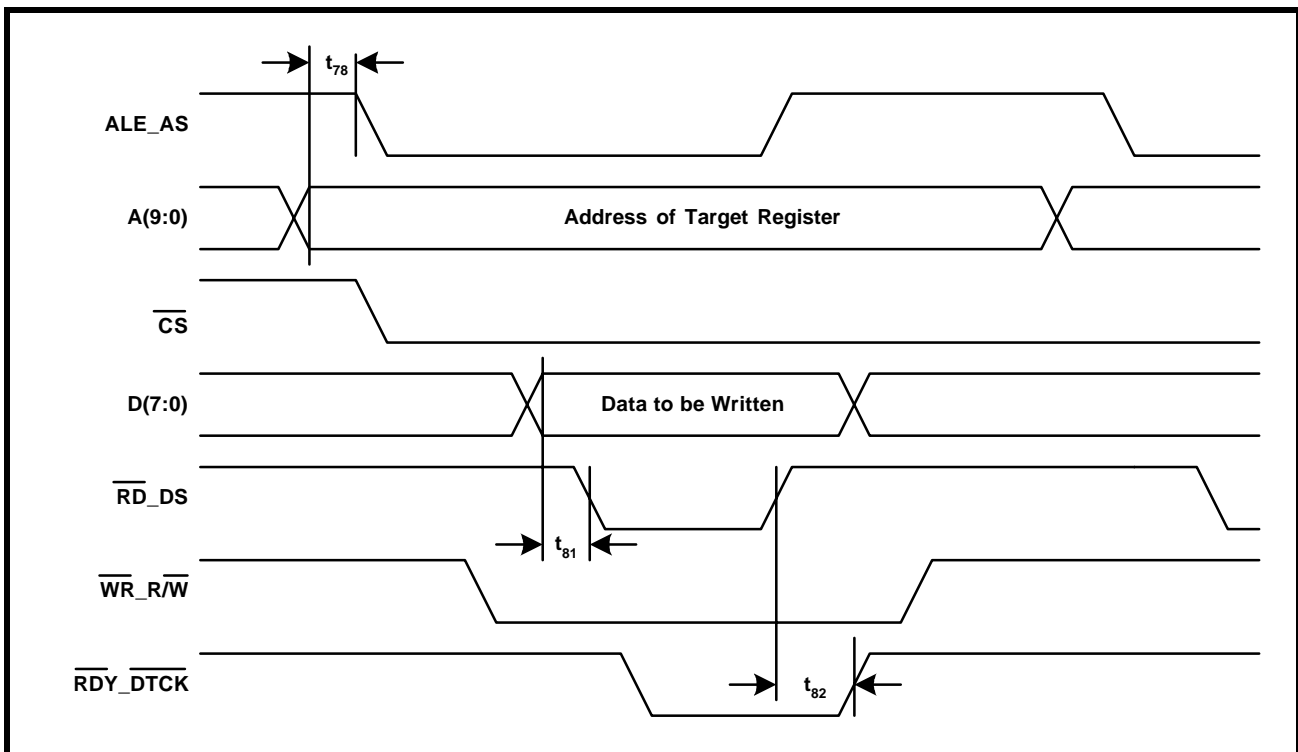 t78
ALE_AS
A(9:0)
Address of Target Register
CS
D(7:0)
Data to be Written
RD_DS
t81
WR_R/W
RDY_DTCK
t82